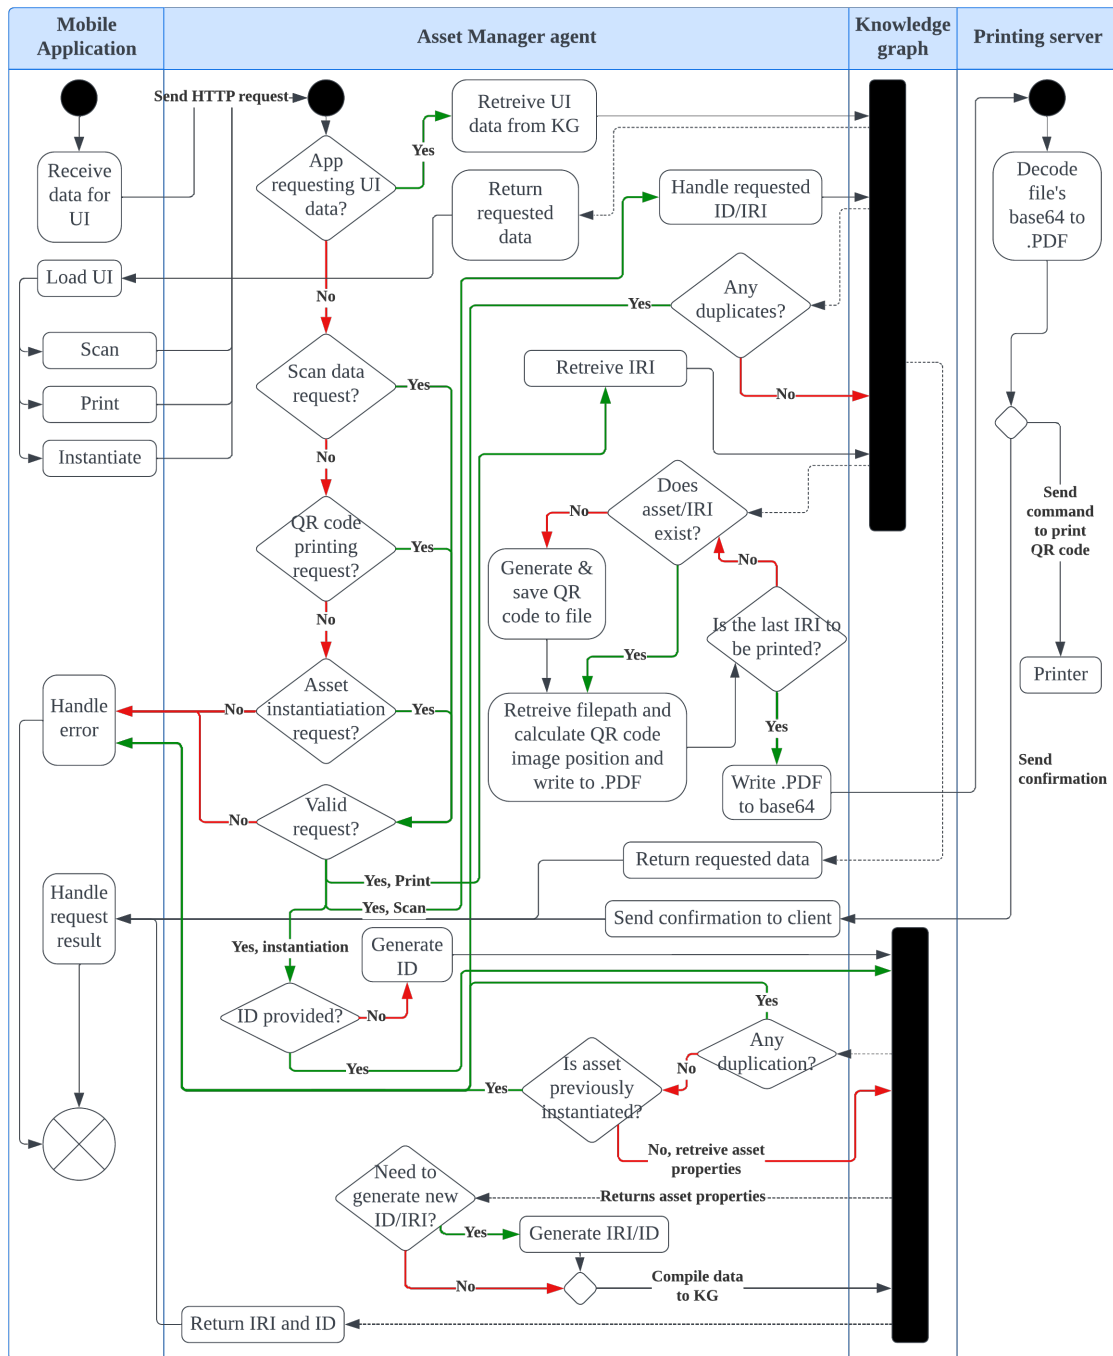 Mobile
Application
Asset Manager agent
Knowledge
graph
Printing server
Send HTTP request
Receive
data for
UI
App
requesting UI
data?
Yes
Retreive UI
data from KG
Return
requested
data
Handle requested
ID/IRI
Decode
file's
base64 to
.PDF
Load UI
No
Any
duplicates?
Yes
No
Scan
Print
Instantiate
Scan data
request?
Yes
No
Retreive IRI
QR code
printing
request?
Yes
No
Does
asset/IRI
exist?
No
Yes
Generate &
save QR
code to file
No
Is the last IRI to
be printed?
Yes
Send
command
to print
QR code
Printer
Handle
error
No
Asset
instantiatiation
request?
Yes
Retreive filepath and
calculate QR code
image position and
write to .PDF
Write .PDF
to base64
Send
confirmation
No
Valid
request?
Return requested data
Yes, Print
Yes, Scan
Send confirmation to client
Handle
request
result
Yes, instantiation
Generate
ID
ID provided?
No
Yes
Yes
Any
duplication?
No
Is asset
previously
instantiated?
Yes
No, retreive asset
properties
Need to
generate new
ID/IRI?
Returns asset properties
Yes
Generate IRI/ID
No
Compile data
to KG
Return IRI and ID